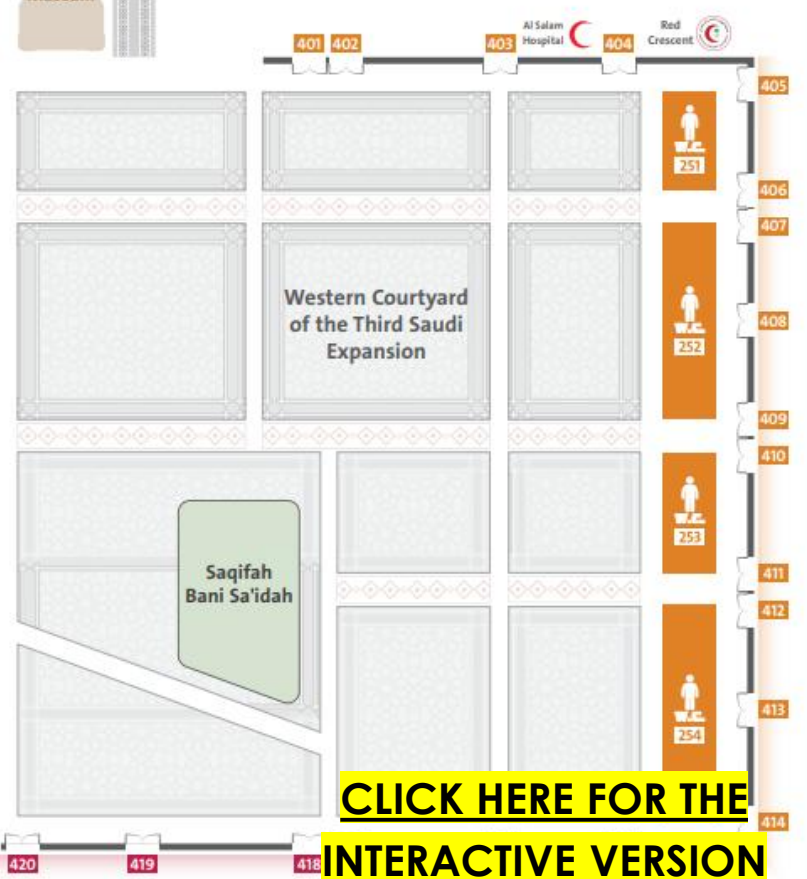 401
402
403
Al Salam
Hospital
404
Red
Crescent
405
251
406
407
Western Courtyard
of the Third Saudi
Expansion
252
408
409
410
253
411
Saqifah
Bani Sa'idah
412
254
413
CLICK HERE FOR THE
414
420
419
418
INTERACTIVE VERSION